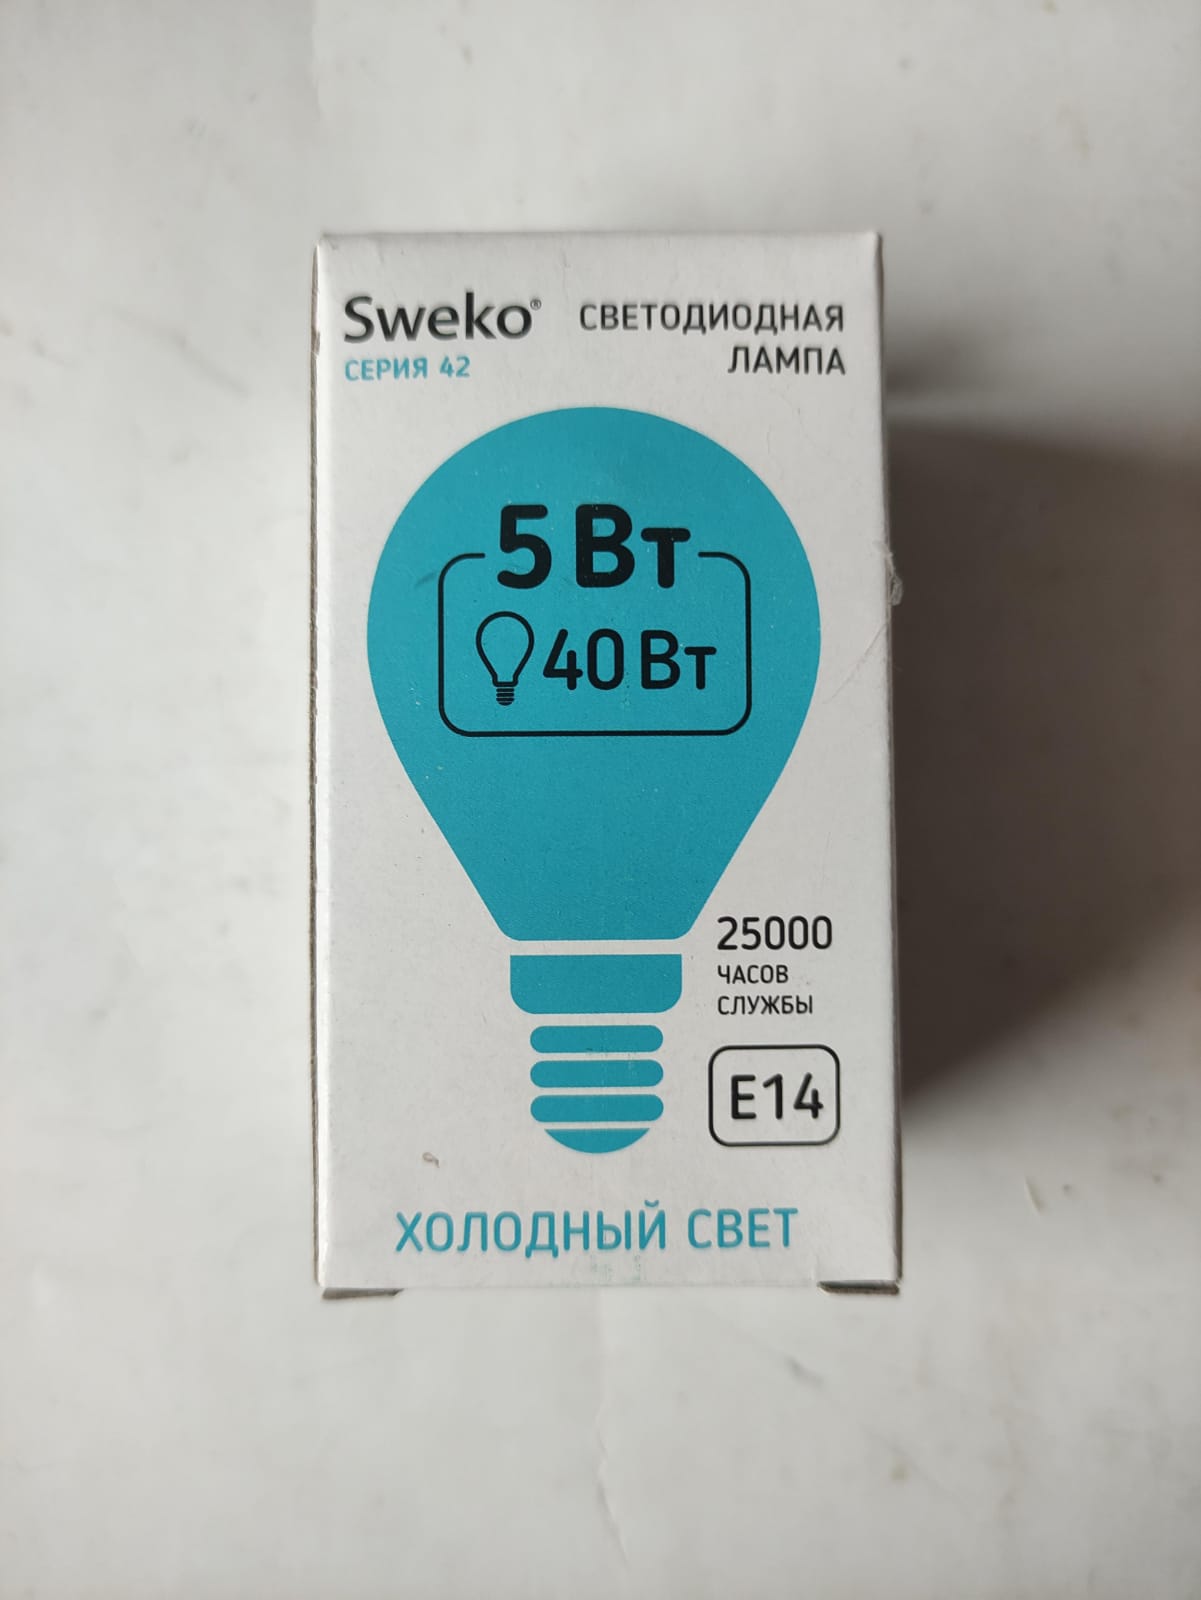 Sweko®
СЕРИЯ 42
СВЕТОДИОДНАЯ
ЛАМПА
5 Вт
40 Вт
25000
ЧАСОВ
СЛУЖБЫ
E14
ХОЛОДНЫЙ СВЕТ